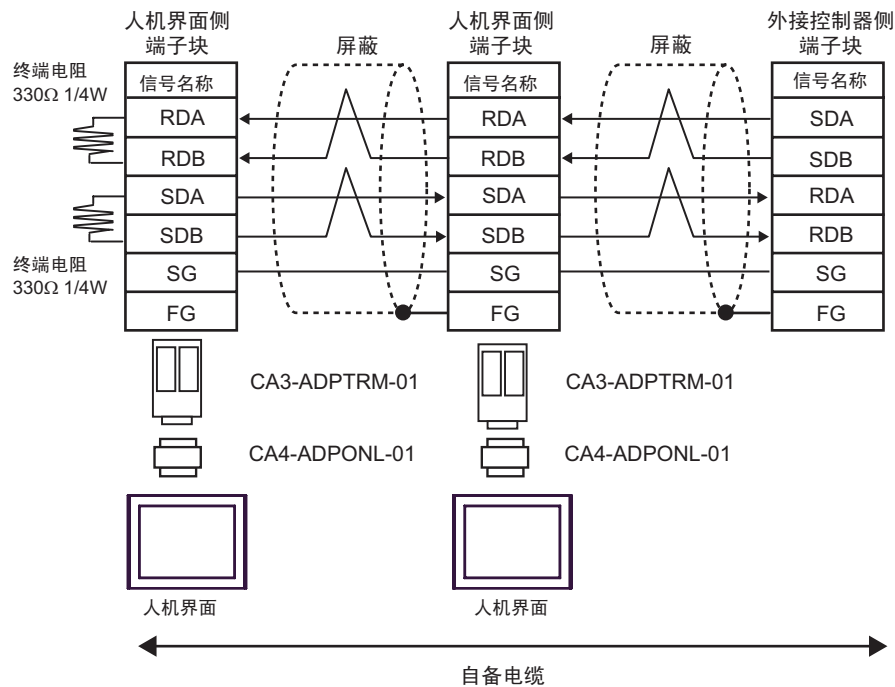 人机界面侧
端子块
屏蔽
人机界面侧
端子块
屏蔽
外接控制器侧
端子块
终端电阻
330Ω 1/4W
终端电阻
330Ω 1/4W
信号名称
RDA
RDB
SDA
SDB
SG
FG
信号名称
RDA
RDB
SDA
SDB
SG
FG
信号名称
SDA
SDB
RDA
RDB
SG
FG
CA3-ADPTRM-01
CA3-ADPTRM-01
CA4-ADPONL-01
CA4-ADPONL-01
人机界面
人机界面
自备电缆